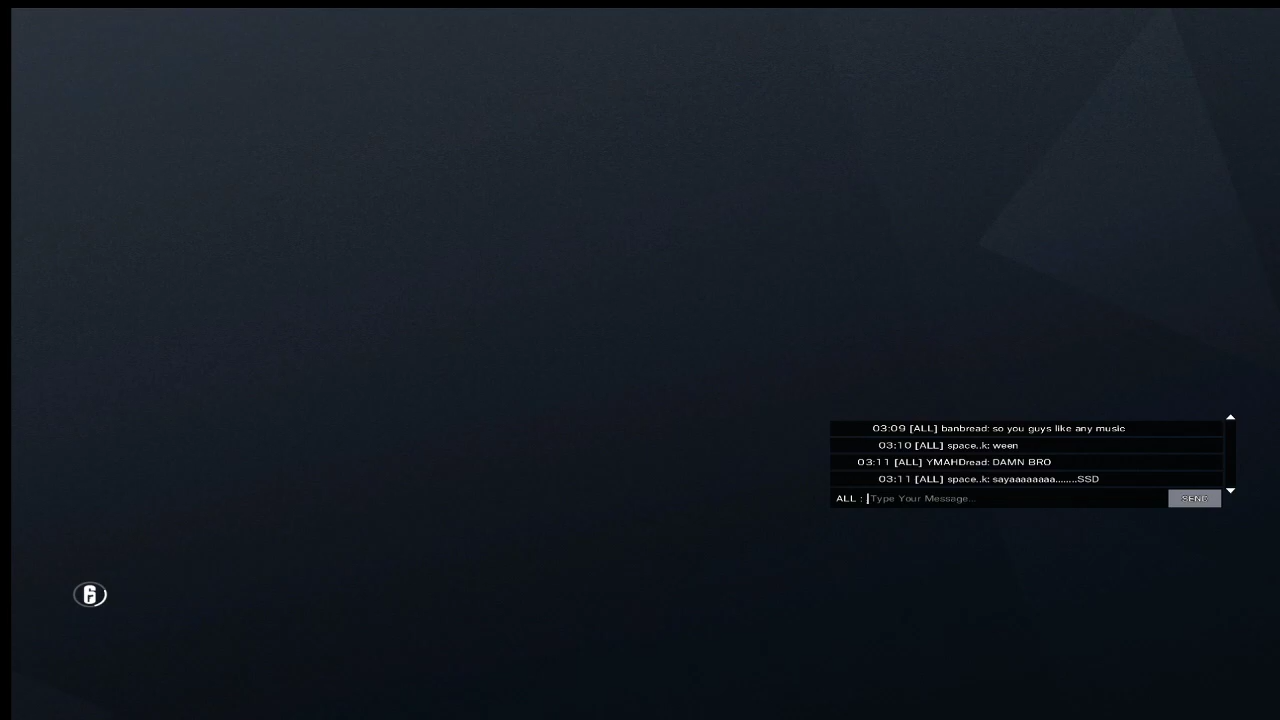 03:09 [ALL] banbread: so you guys like any music
03:10 [ALL] space..k: ween
03:11 [ALL] YMAHDread: DAMN BRO
03:11 [ALL] space..k: sayaaaaaaaa........SSD
ALL : Type Your Message... SEND
6